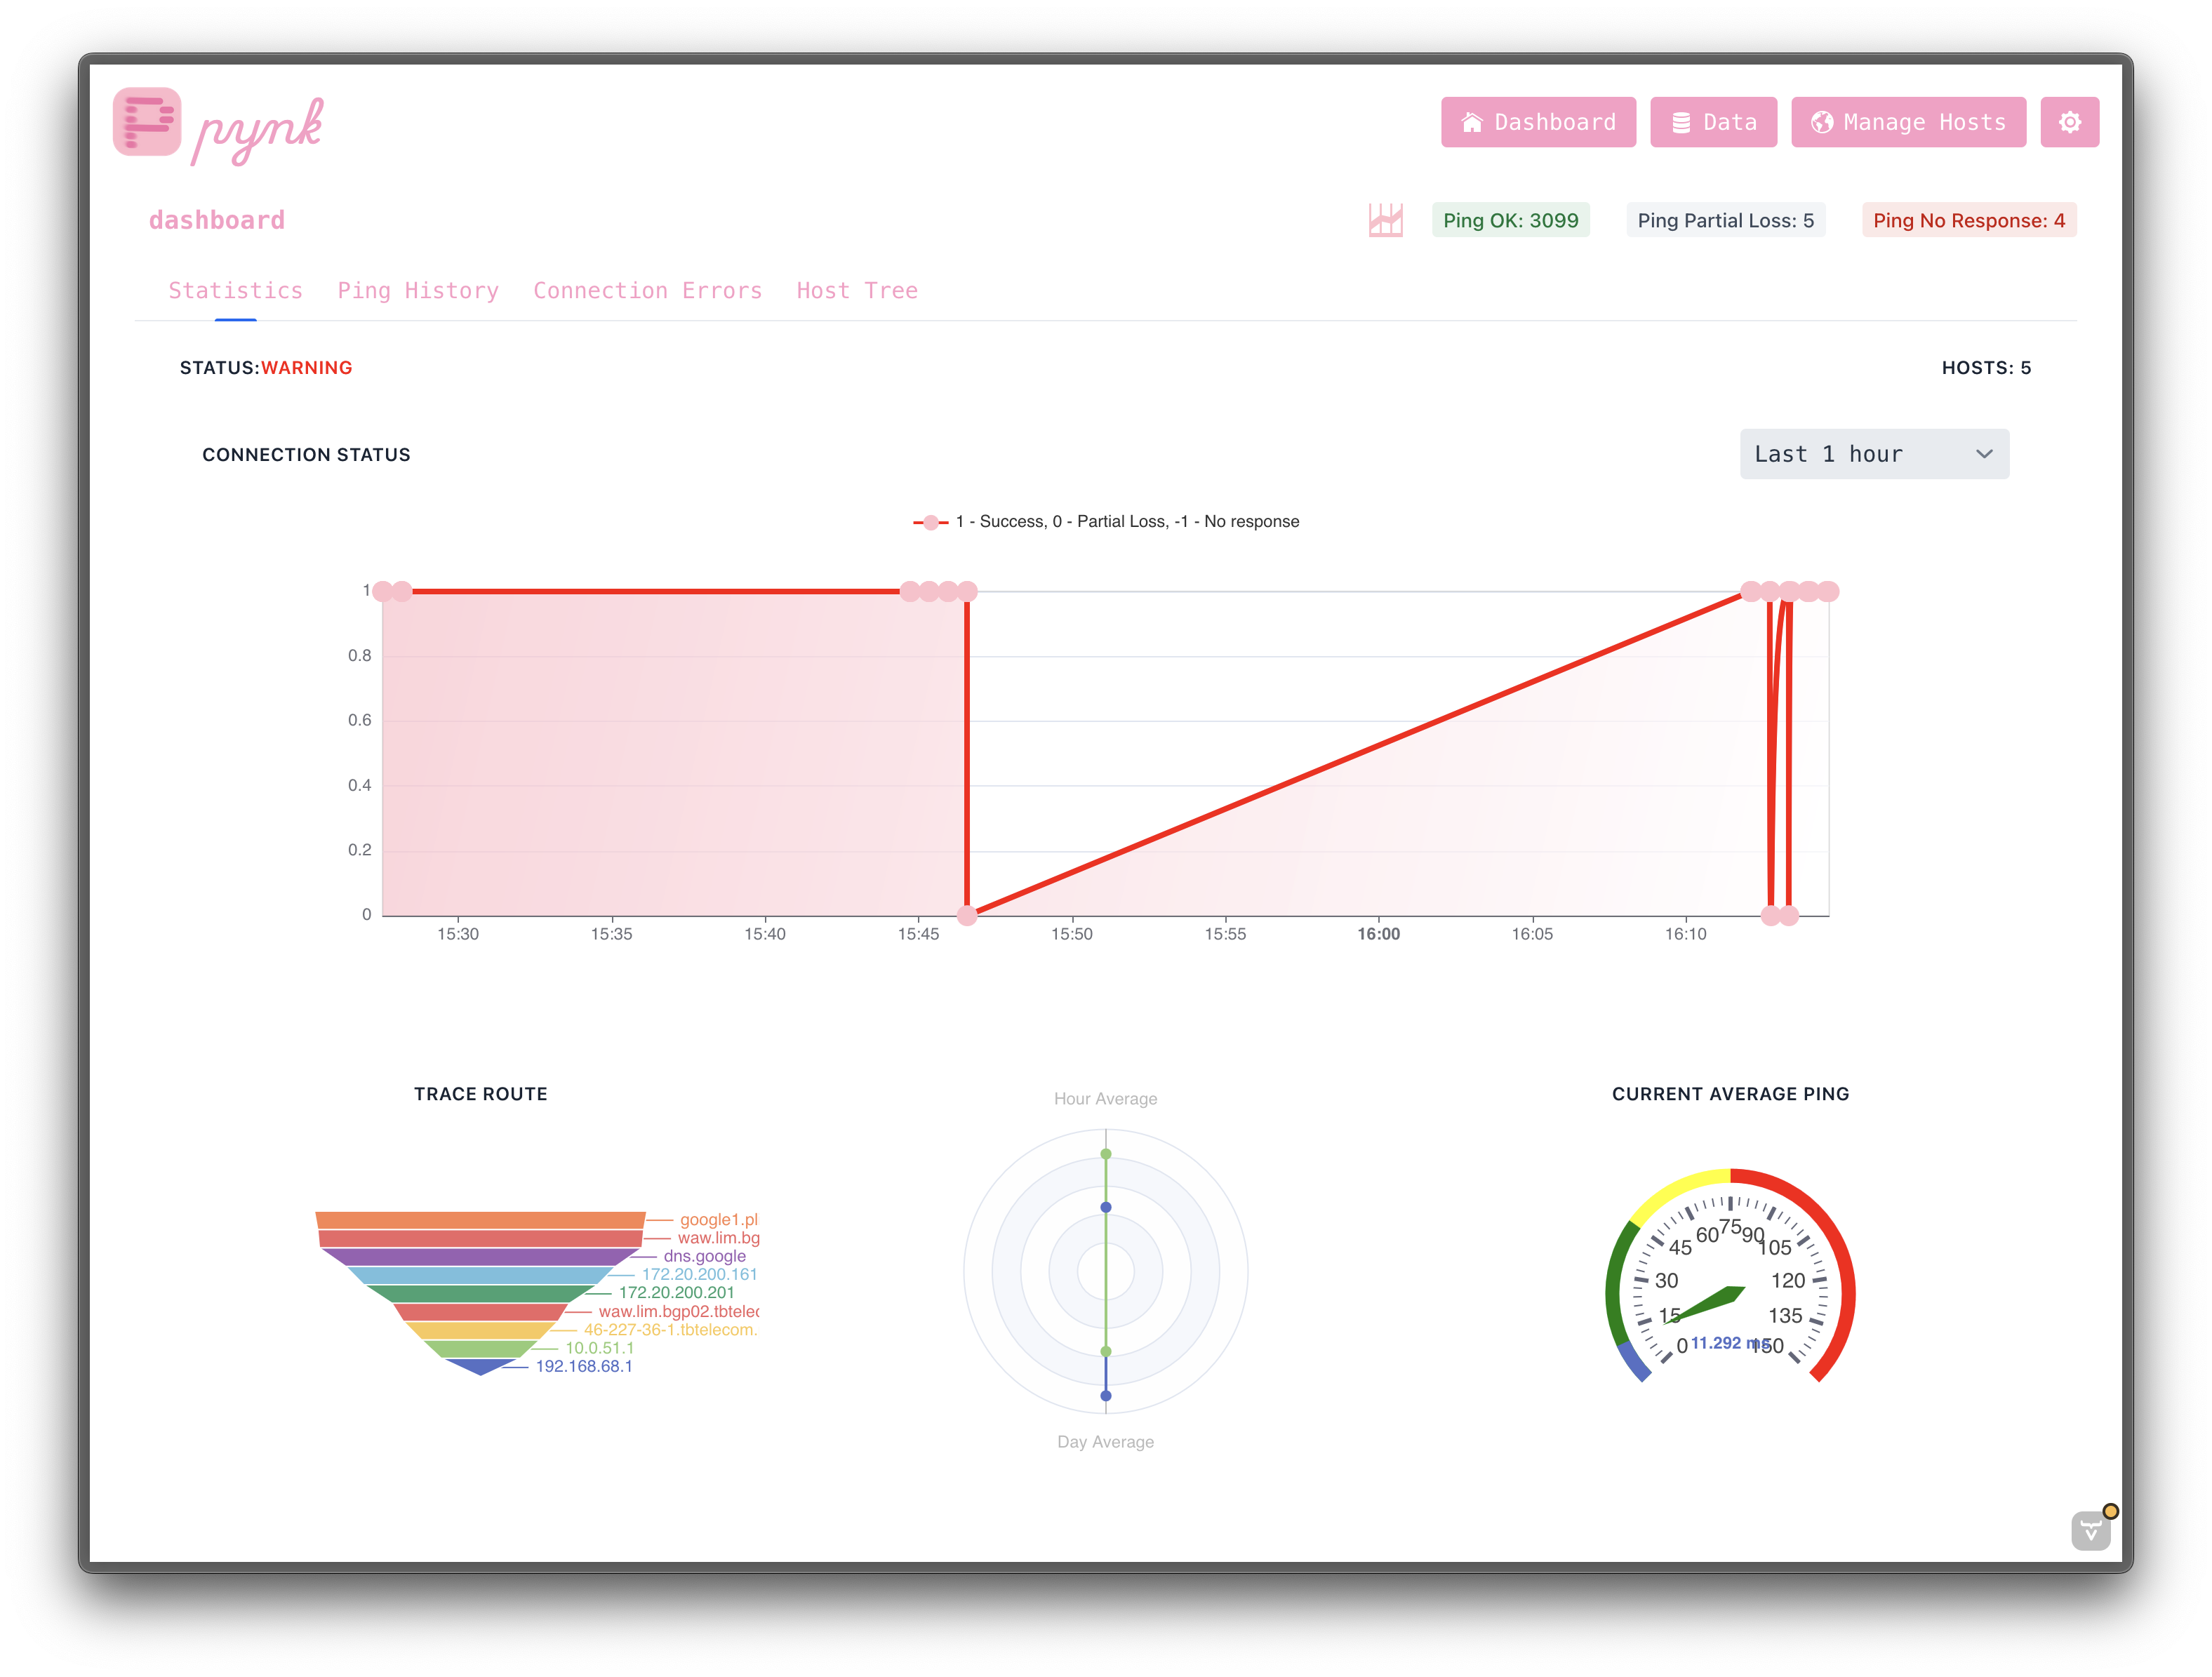 pynk
Dashboard
Data
Manage Hosts
dashboard
Ping OK: 3099
Ping Partial Loss: 5
Ping No Response: 4
Statistics
Ping History
Connection Errors
Host Tree
STATUS:WARNING
HOSTS: 5
CONNECTION STATUS
Last 1 hour
1 - Success, 0 - Partial Loss, -1 - No response
1
0.8
0.6
0.4
0.2
0
15:30
15:35
15:40
15:45
15:50
15:55
16:00
16:05
16:10
TRACE ROUTE
google1.pl
waw.lim.bg
dns.google
172.20.200.161
172.20.200.201
waw.lim.bgp02.tbtelec
46-227-36-1.tbtelecom.
10.0.51.1
192.168.68.1
Hour Average
Day Average
CURRENT AVERAGE PING
0
15
30
45
60
75
90
105
120
135
150
11.292 ms